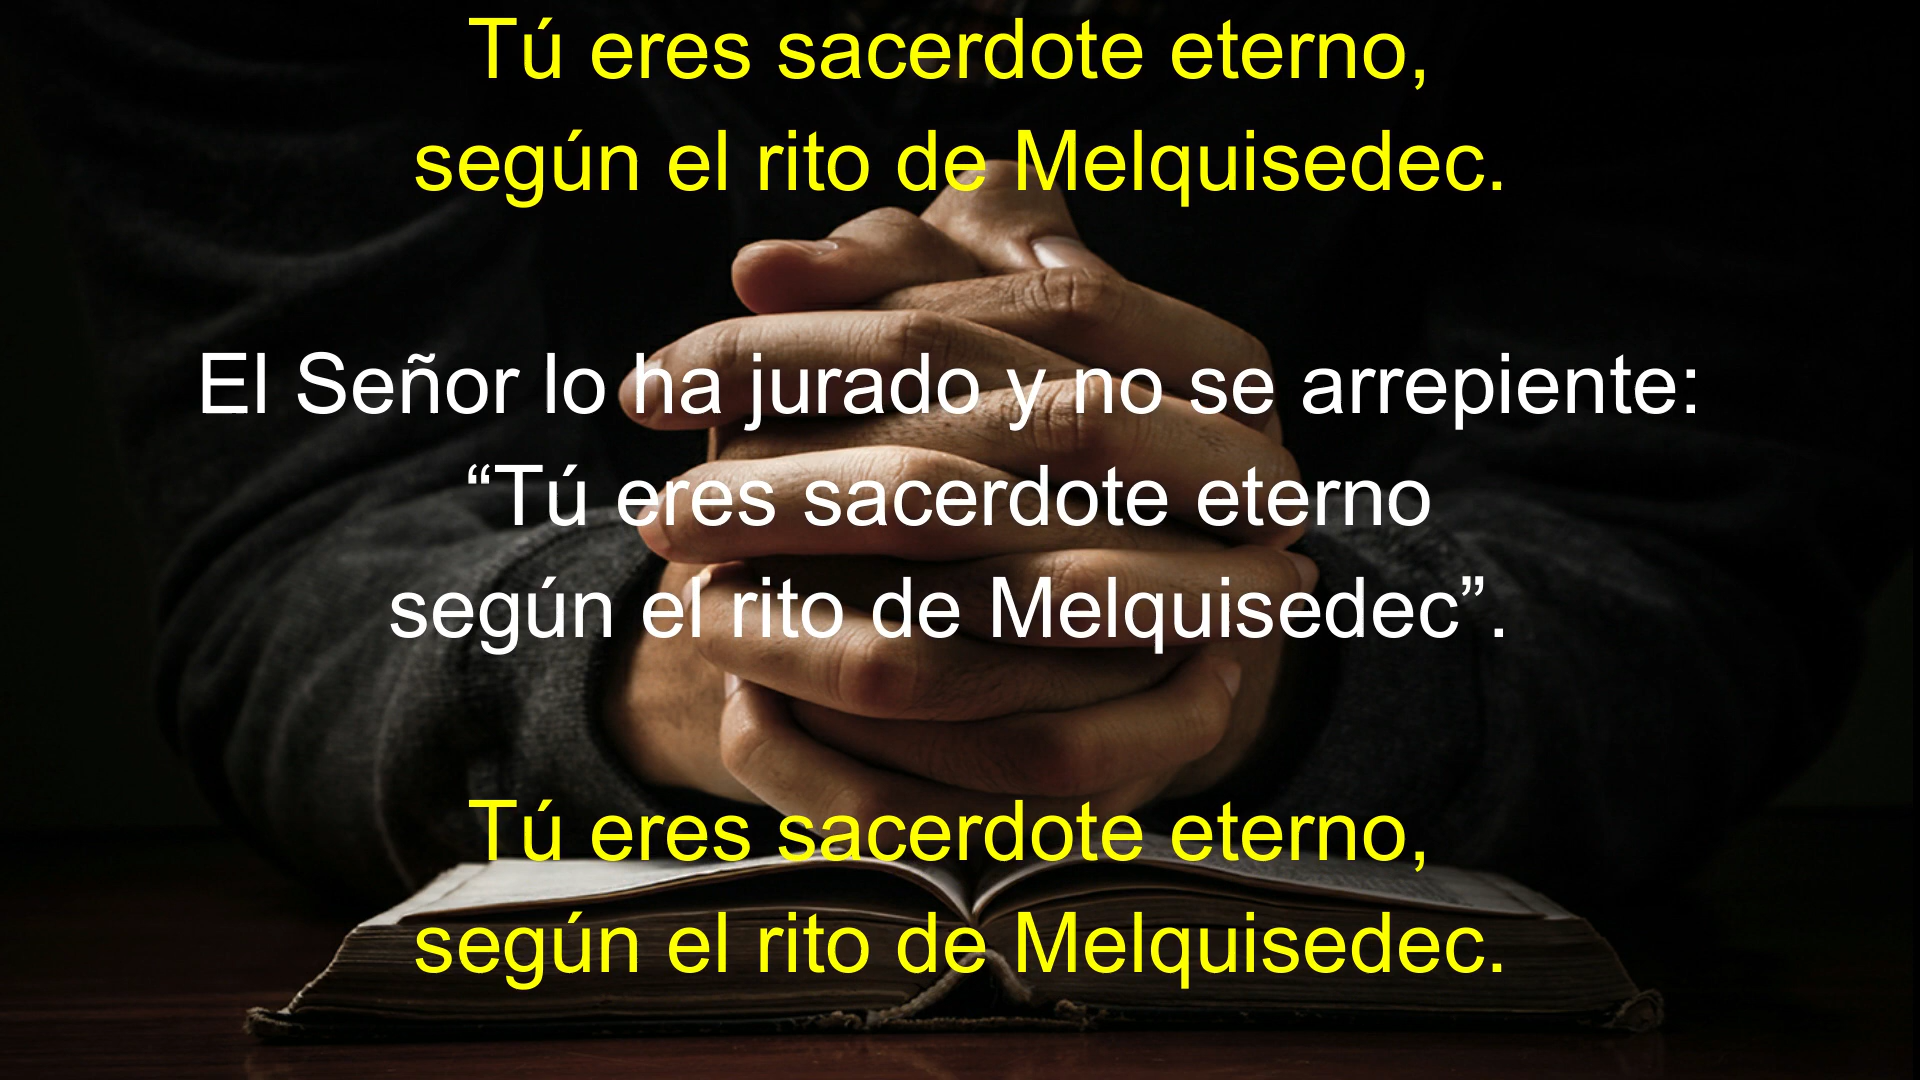 Tú eres sacerdote eterno,
según el rito de Melquisedec.
El Señor lo ha jurado y no se arrepiente:
“Tú eres sacerdote eterno
según el rito de Melquisedec”.
Tú eres sacerdote eterno,
según el rito de Melquisedec.